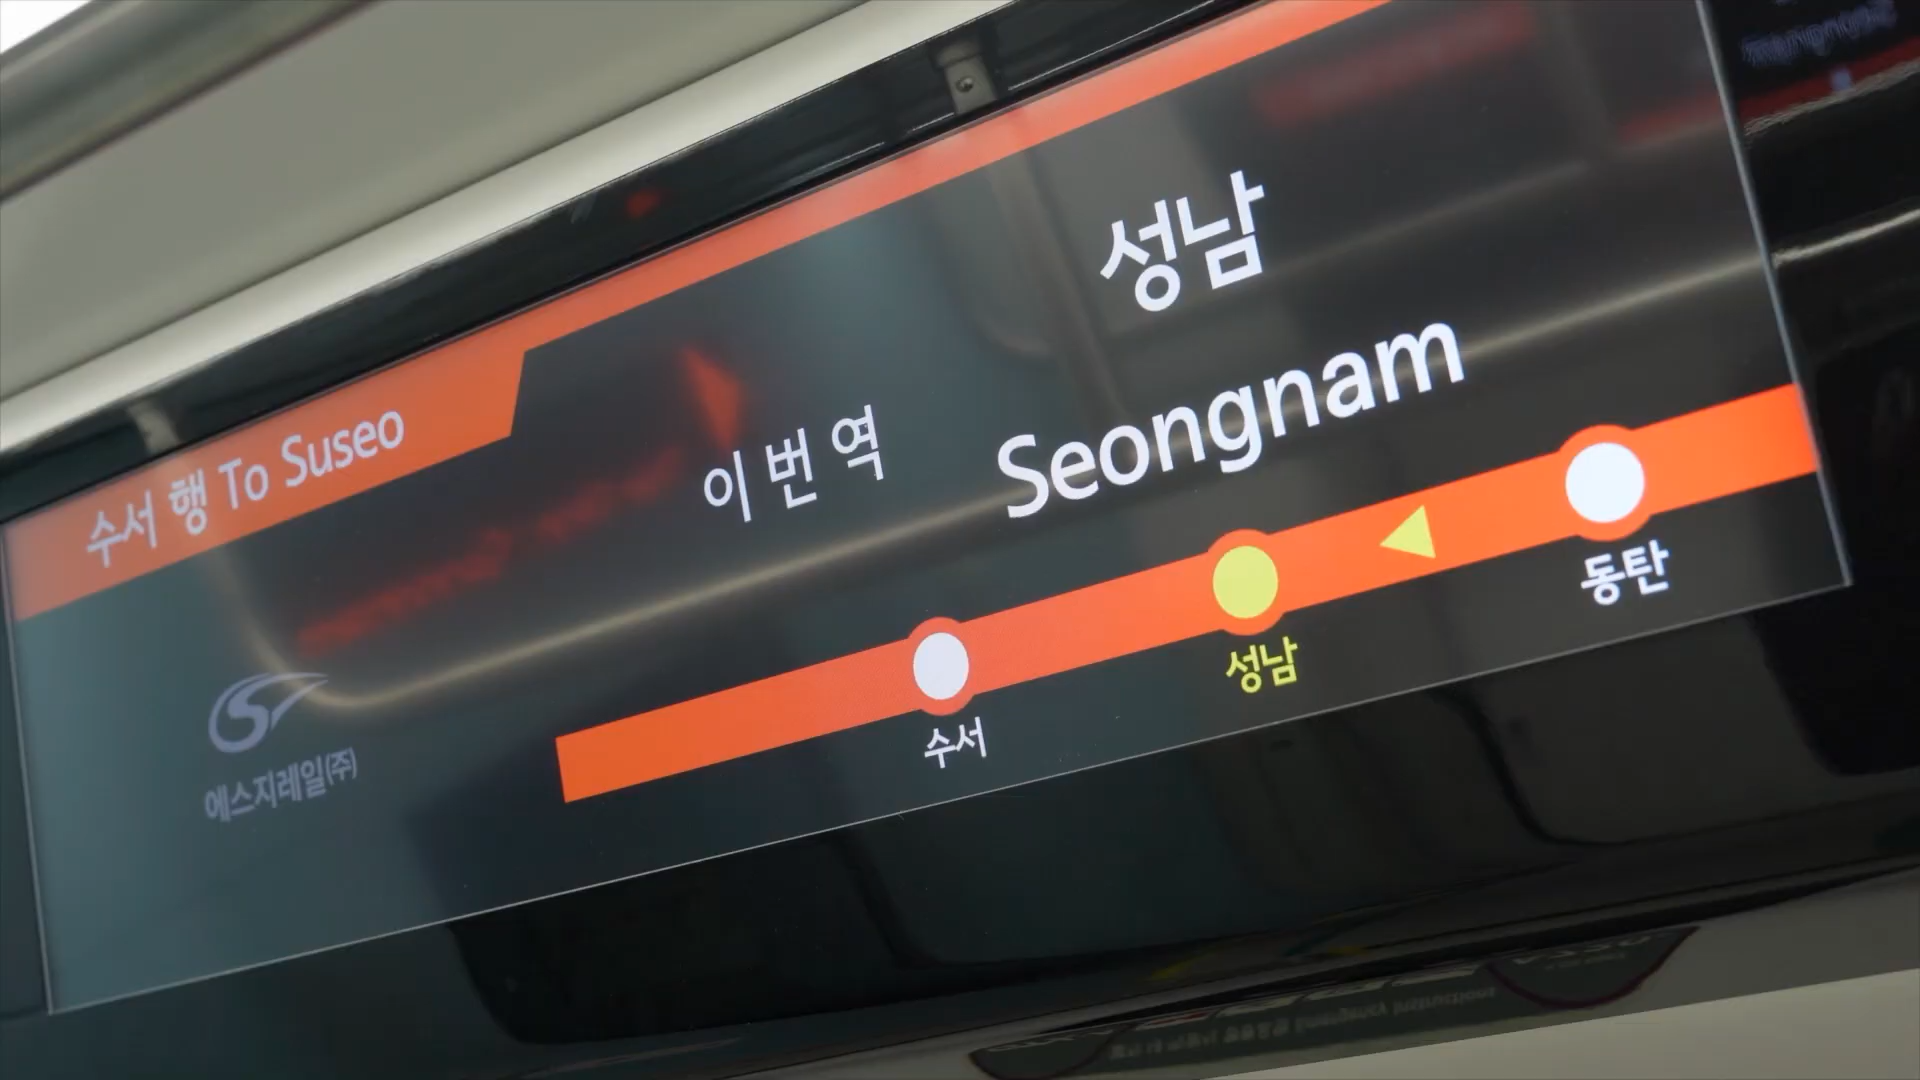 수서 행 To Suseo
성남
이번역 Seongnam
동탄
성남
수서
에스지레일(주)